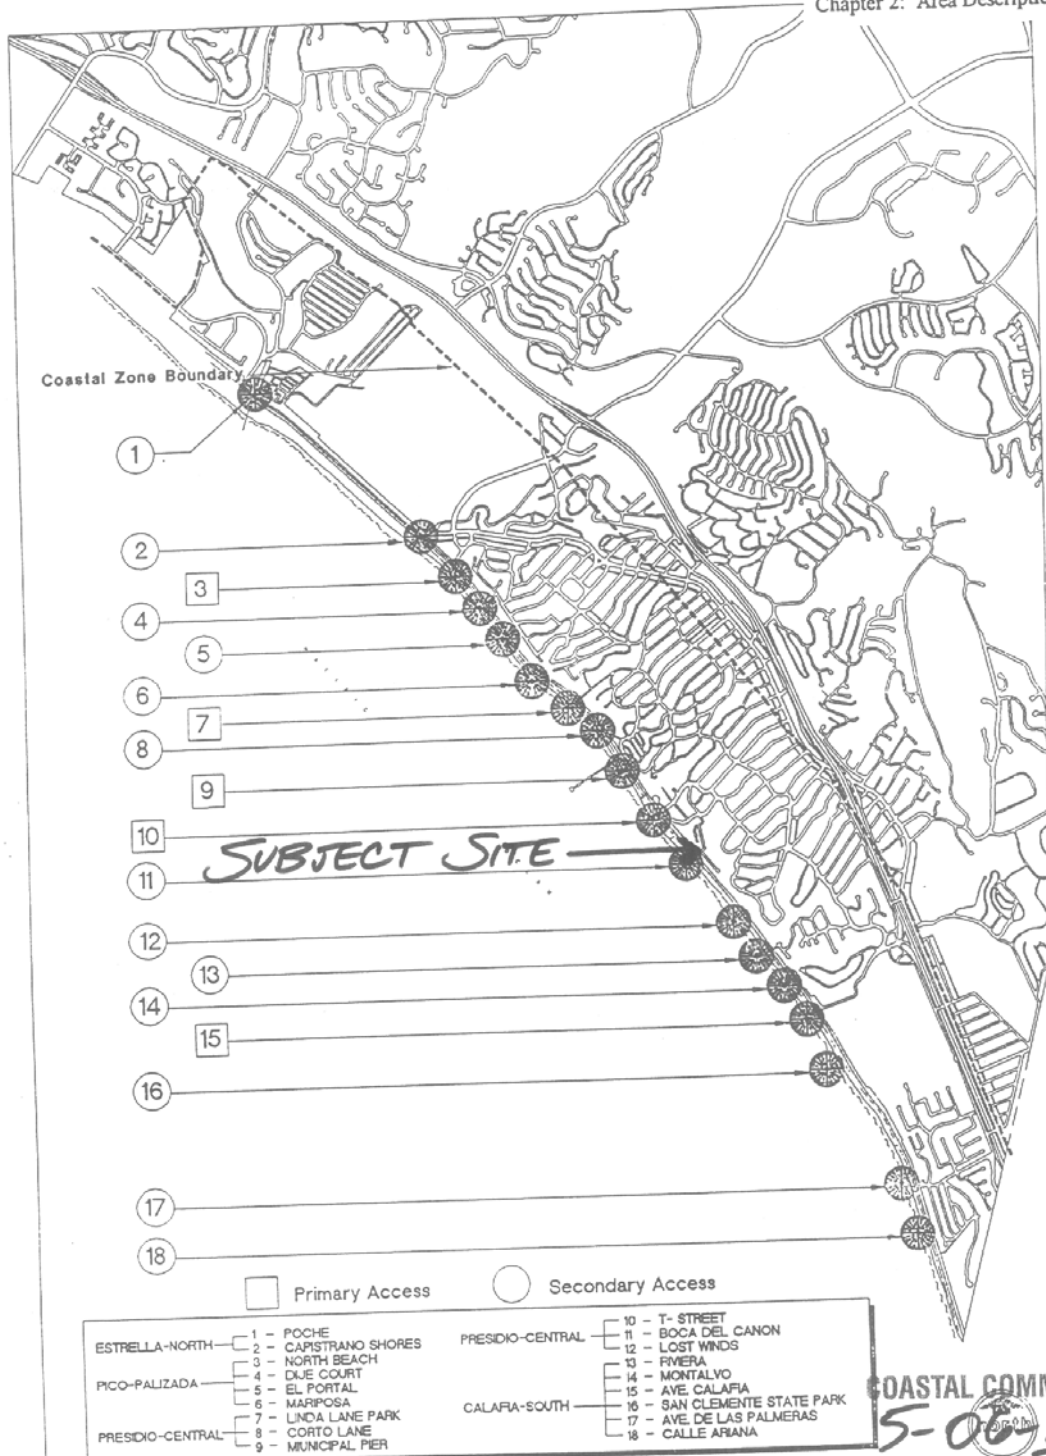 Chapter 2: Area
Coastal Zone Boundary
1
2
3
4
5
6
7
8
9
10
SUBJECT SITE
11
12
13
14
15
16
17
18
Primary Access
Secondary Access
ESTRELLA-NORTH
1 - POCHE
2 - CAPISTRANO SHORES
PICO-PALIZADA
3 - NORTH BEACH
4 - DIJE COURT
5 - EL PORTAL
6 - MARIPOSA
PRESIDIO-CENTRAL
7 - LINDA LANE PARK
8 - CORTO LANE
9 - MUNICIPAL PIER
PRESIDIO-CENTRAL
10 - T- STREET
11 - BOCA DEL CANON
12 - LOST WINDS
CALAFIA-SOUTH
13 - RIVIERA
14 - MONTALVO
15 - AVE. CALAFIA
16 - SAN CLEMENTE STATE PARK
17 - AVE. DE LAS PALMERAS
18 - CALLE ARIANA
COASTAL
5-06-
north